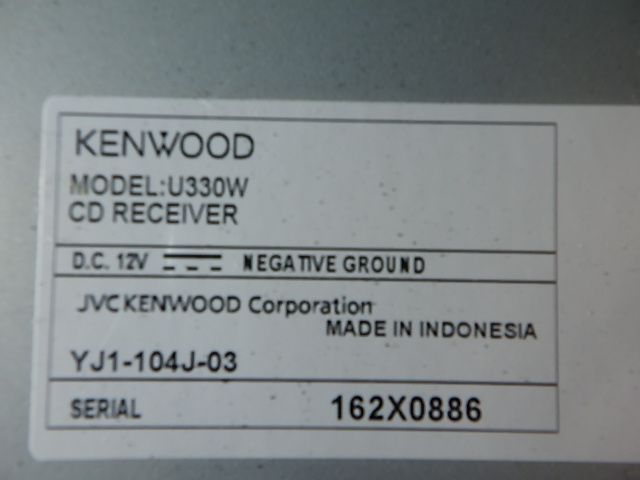 KENWOOD
MODEL:U330W
CD RECEIVER
D.C. 12V NEGATIVE GROUND
JVCKENWOOD Corporation
MADE IN INDONESIA
YJ1-104J-03
SERIAL 162X0886